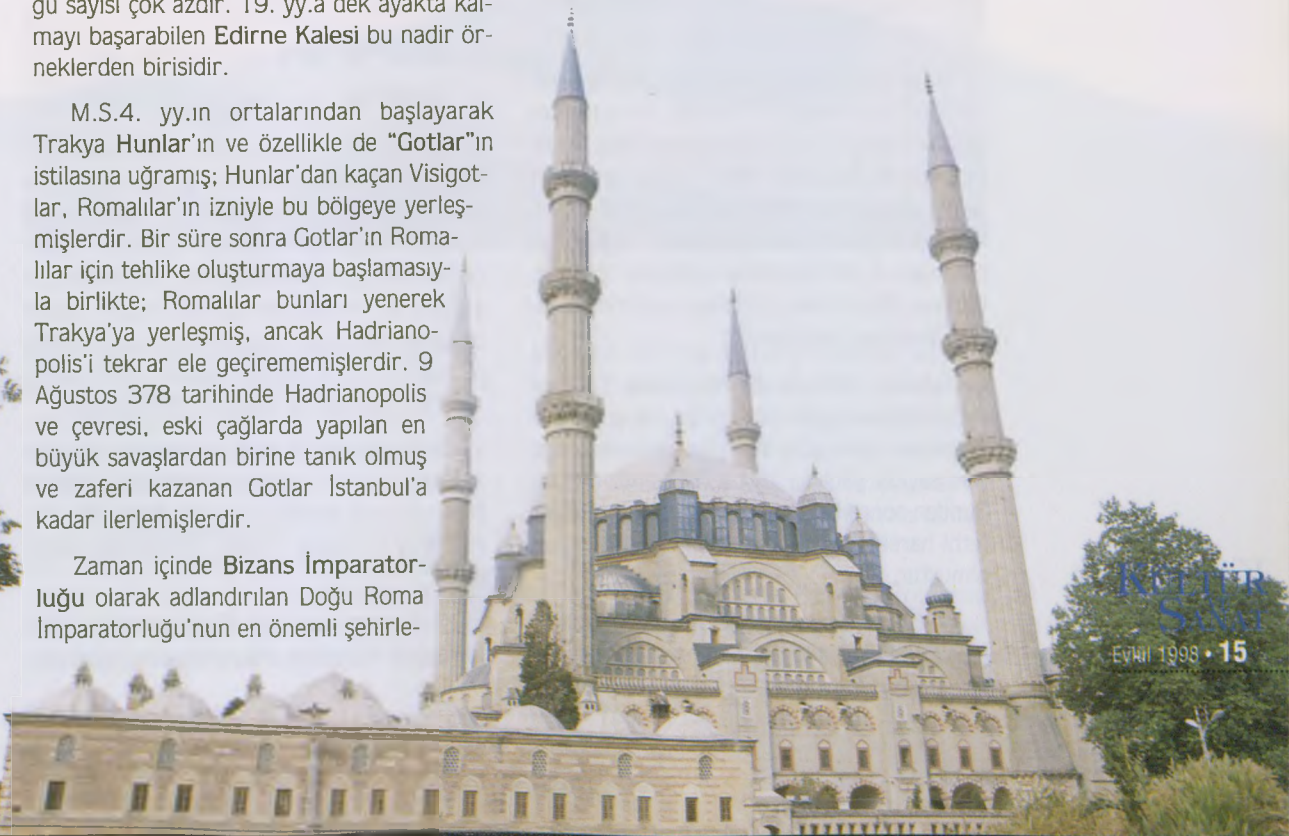 ğu sayısı çok azdır. 19. yy.a dek ayakta kal-
mayı başarabilen Edirne Kalesi bu nadir ör-
neklerden birisidir.
M.S.4. yy.ın ortalarından başlayarak
Trakya Hunlar'ın ve özellikle de "Gotlar"ın
istilasına uğramış; Hunlar'dan kaçan Visigot-
lar, Romalılar'ın izniyle bu bölgeye yerleş-
mişlerdir. Bir süre sonra Gotlar'ın Roma-
lılar için tehlike oluşturmaya başlamasıy-
la birlikte; Romalılar bunları yenerek
Trakya'ya yerleşmiş, ancak Hadriano-
polis'i tekrar ele geçirememişlerdir. 9
Ağustos 378 tarihinde Hadrianopolis
ve çevresi, eski çağlarda yapılan en
büyük savaşlardan birine tanık olmuş
ve zaferi kazanan Gotlar İstanbul'a
kadar ilerlemişlerdir.
Zaman içinde Bizans İmparator-
luğu olarak adlandırılan Doğu Roma
İmparatorluğu'nun en önemli şehirle-
KÜLTÜR
SANAT
Eylül 1998 • 15